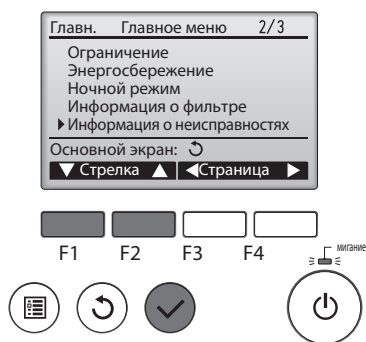 Главн. Главное меню 2/3
Ограничение
Энергосбережение
Ночной режим
Информация о фильтре
Информация о неисправностях
Основной экран:
Стрелка Страница
F1 F2 F3 F4
мигание